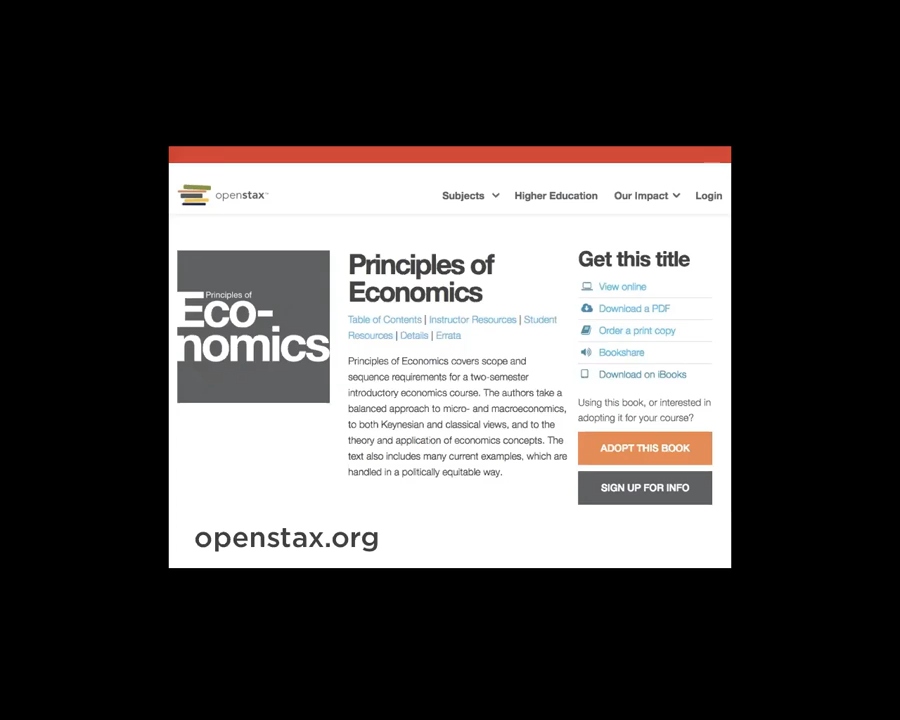 openstax™
Subjects
Higher Education
Our Impact
Login
Principles of
Eco-
nomics
Principles of
Economics
Table of Contents | Instructor Resources | Student
Resources | Details | Errata
Principles of Economics covers scope and
sequence requirements for a two-semester
introductory economics course. The authors take a
balanced approach to micro- and macroeconomics,
to both Keynesian and classical views, and to the
theory and application of economics concepts. The
text also includes many current examples, which are
handled in a politically equitable way.
Get this title
View online
Download a PDF
Order a print copy
Bookshare
Download on iBooks
Using this book, or interested in
adopting it for your course?
ADOPT THIS BOOK
SIGN UP FOR INFO
openstax.org